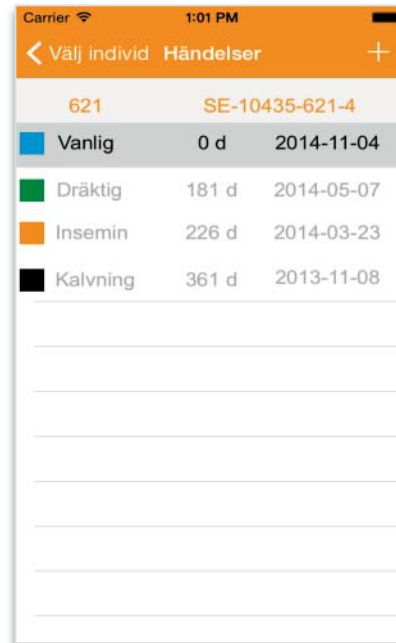 Carrier 1:01 PM
Välj individ Händelser +
621 SE-10435-621-4
Vanlig 0 d 2014-11-04
Dräktig 181 d 2014-05-07
Insemin 226 d 2014-03-23
Kalvning 361 d 2013-11-08